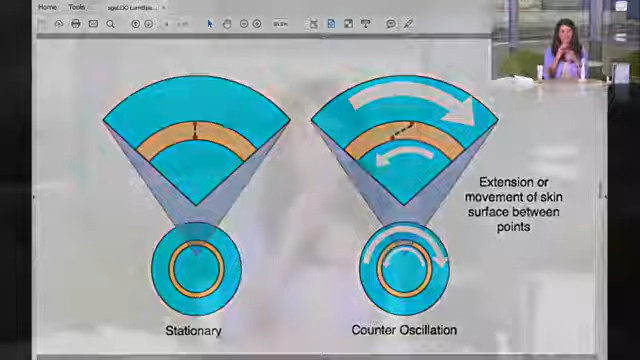 Home Tools
Extension or
movement of skin
surface between
points
Stationary
Counter Oscillation